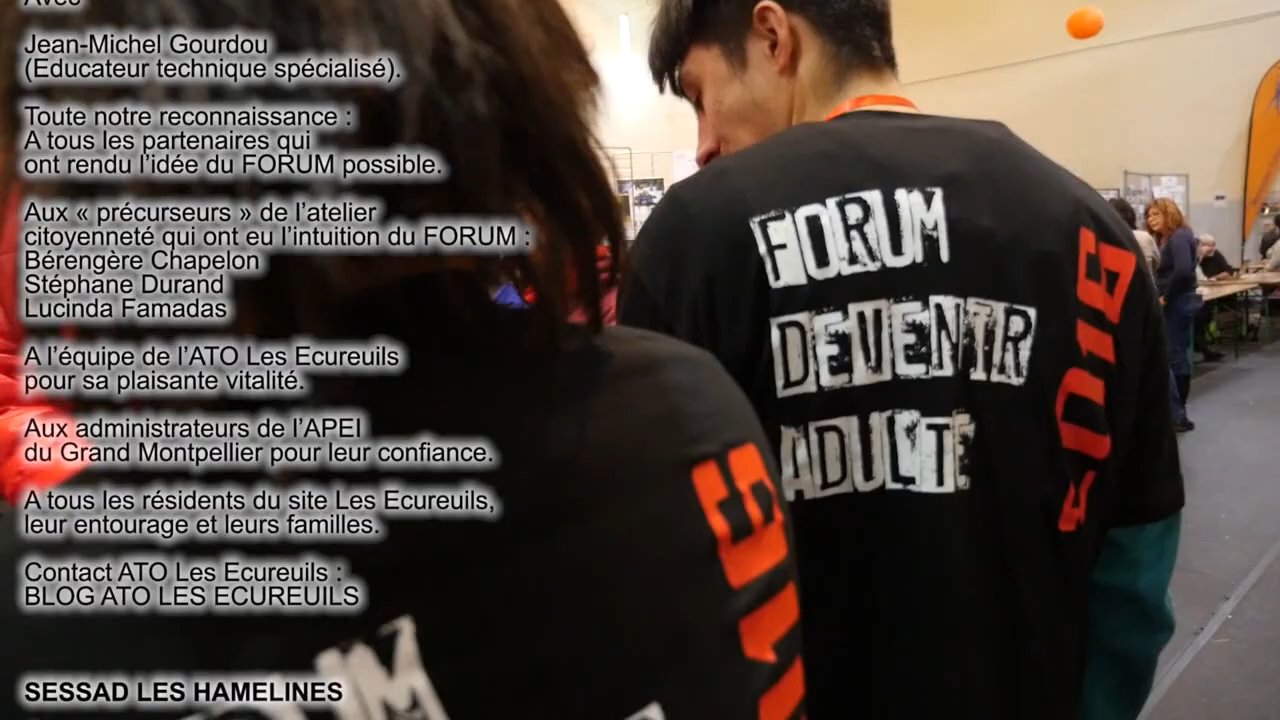 Avec
Jean-Michel Gourdou
(Educateur technique spécialisé).
Toute notre reconnaissance :
A tous les partenaires qui
ont rendu l’idée du FORUM possible.
Aux « précurseurs » de l’atelier
citoyenneté qui ont eu l’intuition du FORUM :
Bérengère Chapelon
Stéphane Durand
Lucinda Famadas
A l’équipe de l’ATO Les Ecureuils
pour sa plaisante vitalité.
Aux administrateurs de l’APEI
du Grand Montpellier pour leur confiance.
A tous les résidents du site Les Ecureuils,
leur entourage et leurs familles.
Contact ATO Les Ecureuils :
BLOG ATO LES ECUREUILS
SESSAD LES HAMELINES
FORUM
DEVENIR
ADULTE